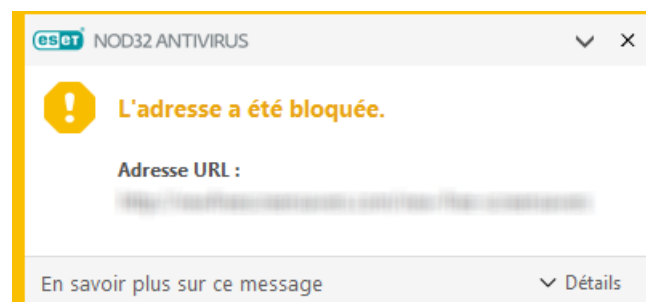 eset NOD32 ANTIVIRUS
L'adresse a été bloquée.
Adresse URL :
En savoir plus sur ce message
Détails